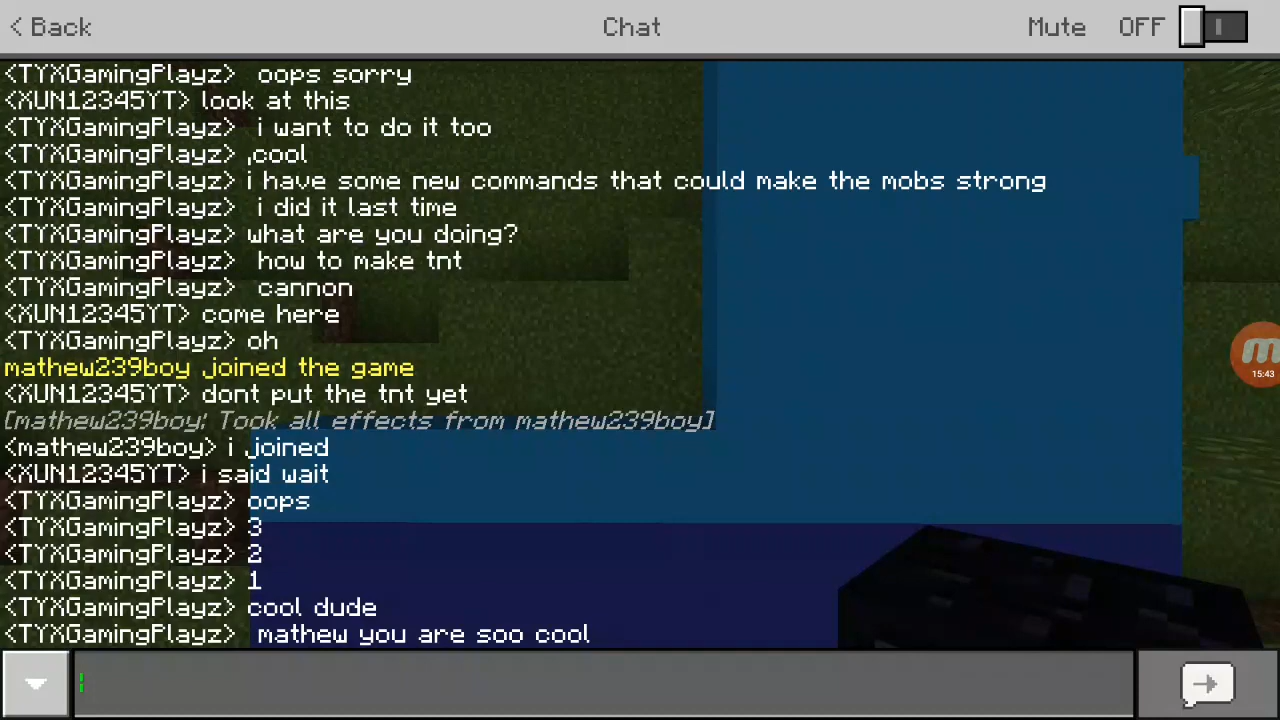 < Back
Chat
Mute OFF
<TYXGamingPlayz> oops sorry
<XUN12345YT> look at this
<TYXGamingPlayz> i want to do it too
<TYXGamingPlayz> ,cool
<TYXGamingPlayz> i have some new commands that could make the mobs strong
<TYXGamingPlayz> i did it last time
<TYXGamingPlayz> what are you doing?
<TYXGamingPlayz> how to make tnt
<TYXGamingPlayz> cannon
<XUN12345YT> come here
<TYXGamingPlayz> oh
mathew239boy joined the game
<XUN12345YT> dont put the tnt yet
[mathew239boy: Took all effects from mathew239boy]
<mathew239boy> i joined
<XUN12345YT> i said wait
<TYXGamingPlayz> oops
<TYXGamingPlayz> 3
<TYXGamingPlayz> 2
<TYXGamingPlayz> 1
<TYXGamingPlayz> cool dude
<TYXGamingPlayz> mathew you are soo cool
15:43